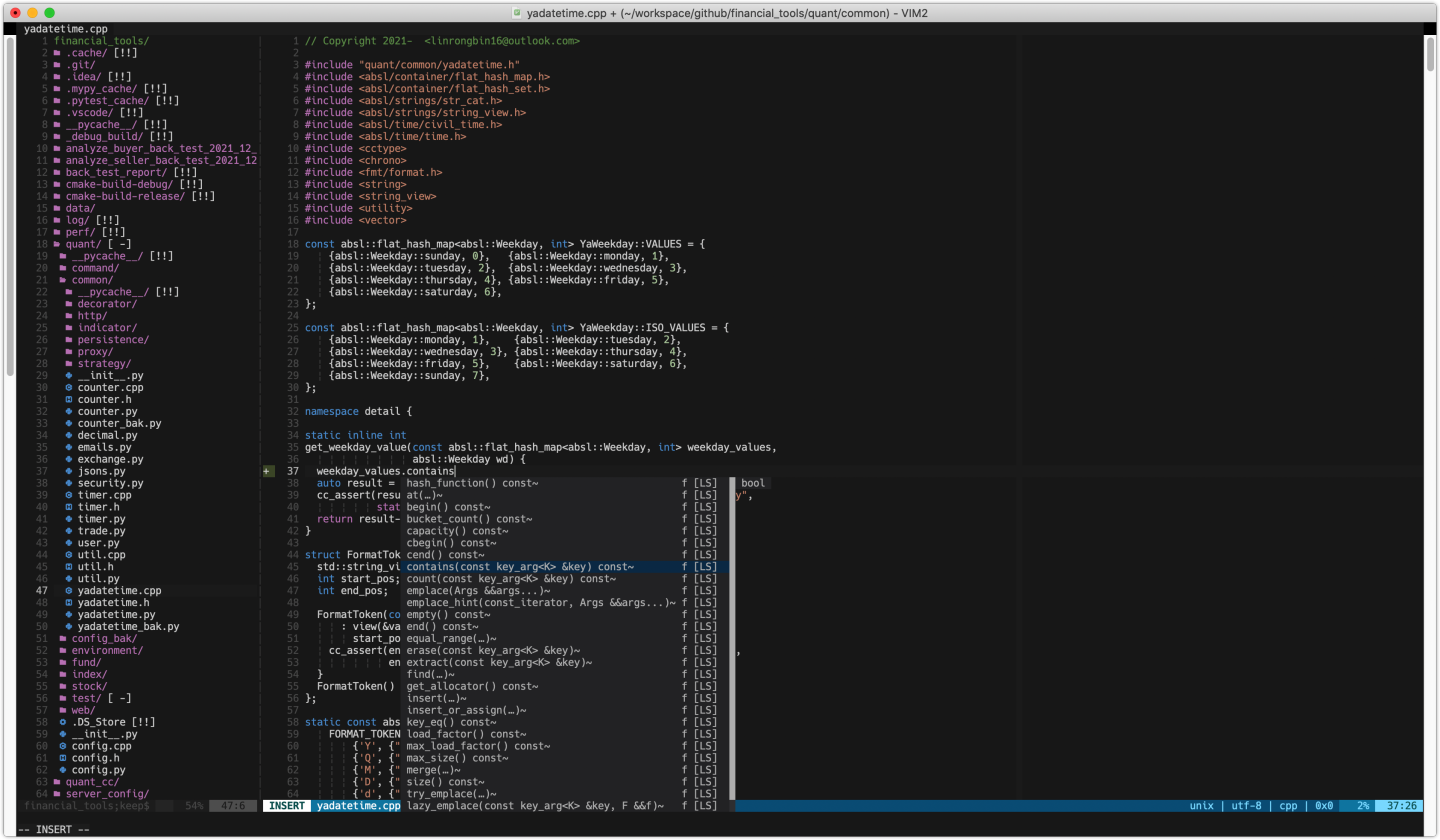 yadatetime.cpp + (~/workspace/github/financial_tools/quant/common) - VIM2
yadatetime.cpp
1 financial_tools/
2 .cache/ [!!]
3 .git/
4 .idea/ [!!]
5 .mypy_cache/ [!!]
6 .pytest_cache/ [!!]
7 .vscode/ [!!]
8 __pycache__/ [!!]
9 _debug_build/ [!!]
10 analyze_buyer_back_test_2021_12_
11 analyze_seller_back_test_2021_12
12 back_test_report/ [!!]
13 cmake-build-debug/ [!!]
14 cmake-build-release/ [!!]
15 data/
16 log/ [!!]
17 perf/ [!!]
18 quant/ [ -]
19 __pycache__/ [!!]
20 command/
21 common/
22 __pycache__/ [!!]
23 decorator/
24 http/
25 indicator/
26 persistence/
27 proxy/
28 strategy/
29 __init__.py
30 counter.cpp
31 counter.h
32 counter.py
33 counter_bak.py
34 decimal.py
35 emails.py
36 exchange.py
37 jsons.py
38 security.py
39 timer.cpp
40 timer.h
41 timer.py
42 trade.py
43 user.py
44 util.cpp
45 util.h
46 util.py
47 yadatetime.cpp
48 yadatetime.h
49 yadatetime.py
50 yadatetime_bak.py
51 config_bak/
52 environment/
53 fund/
54 index/
55 stock/
56 test/ [ -]
57 web/
58 .DS_Store [!!]
59 __init__.py
60 config.cpp
61 config.h
62 config.py
63 quant_cc/
64 server_config/
financial_tools;keep$ 54% 47:6
1 // Copyright 2021- <linrongbin16@outlook.com>
2
3 #include "quant/common/yadatetime.h"
4 #include <absl/container/flat_hash_map.h>
5 #include <absl/container/flat_hash_set.h>
6 #include <absl/strings/str_cat.h>
7 #include <absl/strings/string_view.h>
8 #include <absl/time/civil_time.h>
9 #include <absl/time/time.h>
10 #include <cctype>
11 #include <chrono>
12 #include <fmt/format.h>
13 #include <string>
14 #include <string_view>
15 #include <utility>
16 #include <vector>
17
18 const absl::flat_hash_map<absl::Weekday, int> YaWeekday::VALUES = {
19 {absl::Weekday::sunday, 0}, {absl::Weekday::monday, 1},
20 {absl::Weekday::tuesday, 2}, {absl::Weekday::wednesday, 3},
21 {absl::Weekday::thursday, 4}, {absl::Weekday::friday, 5},
22 {absl::Weekday::saturday, 6},
23 };
24
25 const absl::flat_hash_map<absl::Weekday, int> YaWeekday::ISO_VALUES = {
26 {absl::Weekday::monday, 1}, {absl::Weekday::tuesday, 2},
27 {absl::Weekday::wednesday, 3}, {absl::Weekday::thursday, 4},
28 {absl::Weekday::friday, 5}, {absl::Weekday::saturday, 6},
29 {absl::Weekday::sunday, 7},
30 };
31
32 namespace detail {
33
34 static inline int
35 get_weekday_value(const absl::flat_hash_map<absl::Weekday, int> weekday_values,
36 absl::Weekday wd) {
+ 37 weekday_values.contains
38 auto result = hash_function() const~ f [LS] bool
39 cc_assert(resu at(…)~ f [LS] y",
40 stat begin() const~ f [LS]
41 return result- bucket_count() const~ f [LS]
42 } capacity() const~ f [LS]
43 cbegin() const~ f [LS]
44 struct FormatTok cend() const~ f [LS]
45 std::string_vi contains(const key_arg<K> &key) const~ f [LS]
46 int start_pos; count(const key_arg<K> &key) const~ f [LS]
47 int end_pos; emplace(Args &&args...)~ f [LS]
48 emplace_hint(const_iterator, Args &&args...)~ f [LS]
49 FormatToken(co empty() const~ f [LS]
50 : view(&va end() const~ f [LS]
51 start_po equal_range(…)~ f [LS]
52 cc_assert(en erase(const key_arg<K> &key)~ f [LS] ,
53 en extract(const key_arg<K> &key)~ f [LS]
54 } find(…)~ f [LS]
55 FormatToken() get_allocator() const~ f [LS]
56 }; insert(…)~ f [LS]
57 insert_or_assign(…)~ f [LS]
58 static const abs key_eq() const~ f [LS]
59 FORMAT_TOKEN load_factor() const~ f [LS]
60 {'Y', {" max_load_factor() const~ f [LS]
61 {'Q', {" max_size() const~ f [LS]
62 {'M', {" merge(…)~ f [LS]
63 {'D', {" size() const~ f [LS]
64 {'d', {" try_emplace(…)~ f [LS]
INSERT yadatetime.cpp lazy_emplace(const key_arg<K> &key, F &&f)~ f [LS] unix | utf-8 | cpp | 0x0 2% 37:26
-- INSERT --